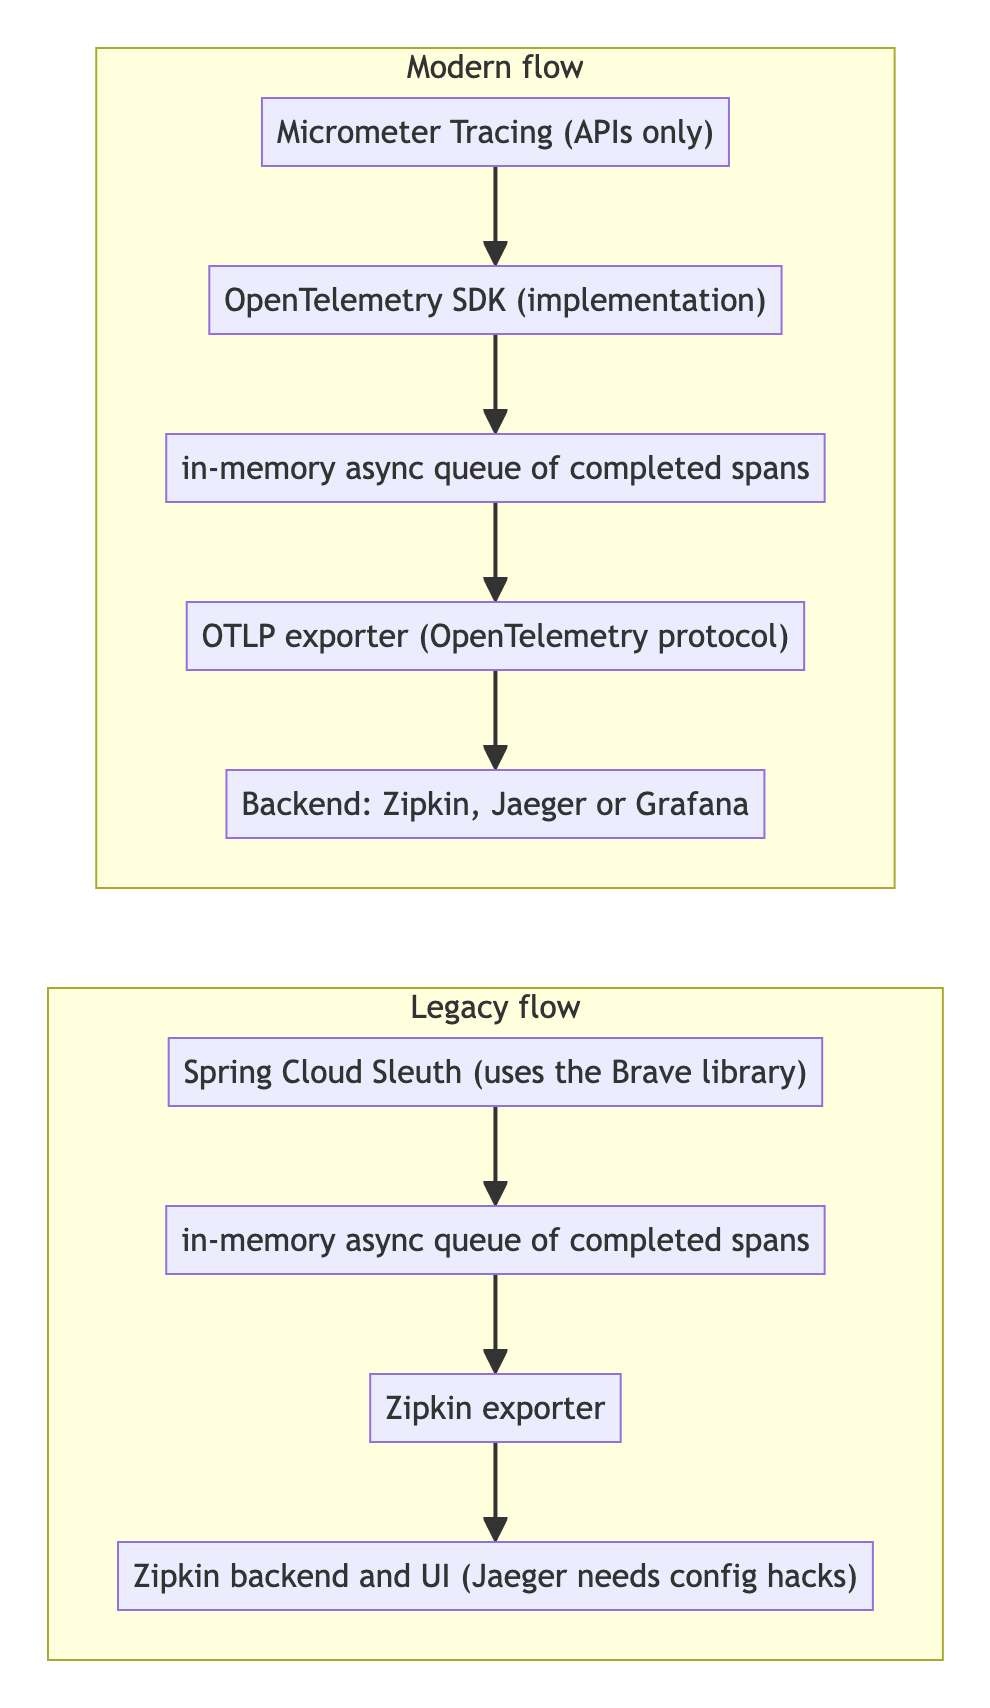 Modern flow
Micrometer Tracing (APIs only)
OpenTelemetry SDK (implementation)
in-memory async queue of completed spans
OTLP exporter (OpenTelemetry protocol)
Backend: Zipkin, Jaeger or Grafana
Legacy flow
Spring Cloud Sleuth (uses the Brave library)
in-memory async queue of completed spans
Zipkin exporter
Zipkin backend and UI (Jaeger needs config hacks)